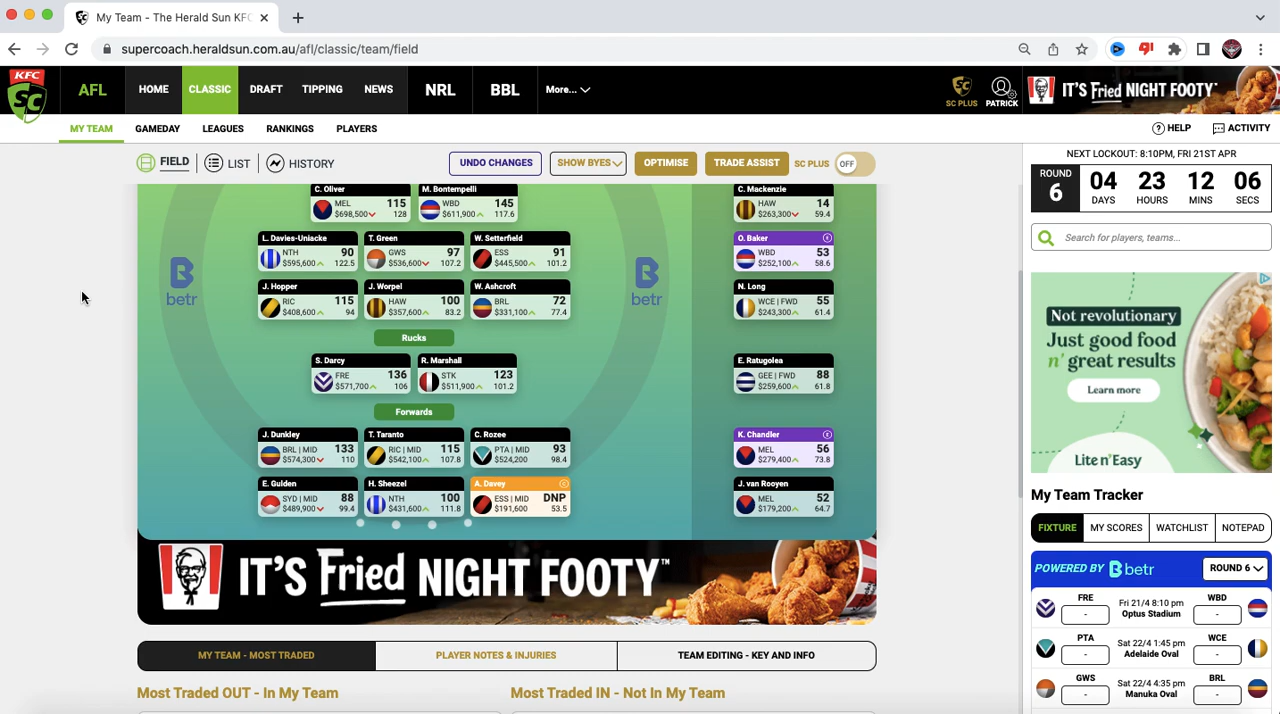 My Team - The Herald Sun KFC
supercoach.heraldsun.com.au/afl/classic/team/field
KFC SC AFL HOME CLASSIC DRAFT TIPPING NEWS NRL BBL More... SC PLUS PATRICK IT'S Fried NIGHT FOOTY
MY TEAM GAMEDAY LEAGUES RANKINGS PLAYERS HELP ACTIVITY
FIELD LIST HISTORY UNDO CHANGES SHOW BYES OPTIMISE TRADE ASSIST SC PLUS OFF
C. Oliver M. Bontempelli C. Mackenzie
MEL 115 WBD 145 HAW 14
$698,500 128 $611,900 117.6 $263,300 59.4
L. Davies-Uniacke T. Green W. Setterfield O. Baker
NTH 90 GWS 97 ESS 91 WBD 53
$595,600 122.5 $536,600 107.2 $445,500 101.2 $252,100 58.6
B betr B betr
J. Hopper J. Worpel W. Ashcroft N. Long
RIC 115 HAW 100 BRL 72 WCE | FWD 55
$408,600 94 $357,600 83.2 $331,100 77.4 $243,300 61.4
Rucks
S. Darcy R. Marshall E. Ratugolea
FRE 136 STK 123 GEE | FWD 88
$571,700 106 $511,900 101.2 $259,600 61.8
Forwards
J. Dunkley T. Taranto C. Rozee K. Chandler
BRL | MID 133 RIC | MID 115 PTA | MID 93 MEL 56
$574,300 110 $542,100 107.8 $524,200 98.4 $279,400 73.8
E. Gulden H. Sheezel A. Davey J. van Rooyen
SYD | MID 88 NTH 100 ESS | MID DNP MEL 52
$489,900 99.4 $431,600 111.8 $191,600 53.5 $179,200 64.7
KFC IT'S Fried NIGHT FOOTY™
MY TEAM - MOST TRADED PLAYER NOTES & INJURIES TEAM EDITING - KEY AND INFO
Most Traded OUT - In My Team Most Traded IN - Not In My Team
NEXT LOCKOUT: 8:10PM, FRI 21ST APR
ROUND 6 04 23 12 06
DAYS HOURS MINS SECS
Search for players, teams...
Not revolutionary
Just good food
n' great results
Learn more
Lite n' Easy
My Team Tracker
FIXTURE MY SCORES WATCHLIST NOTEPAD
POWERED BY B betr ROUND 6
FRE - Fri 21/4 8:10 pm Optus Stadium WBD -
PTA - Sat 22/4 1:45 pm Adelaide Oval WCE -
GWS - Sat 22/4 4:35 pm Manuka Oval BRL -